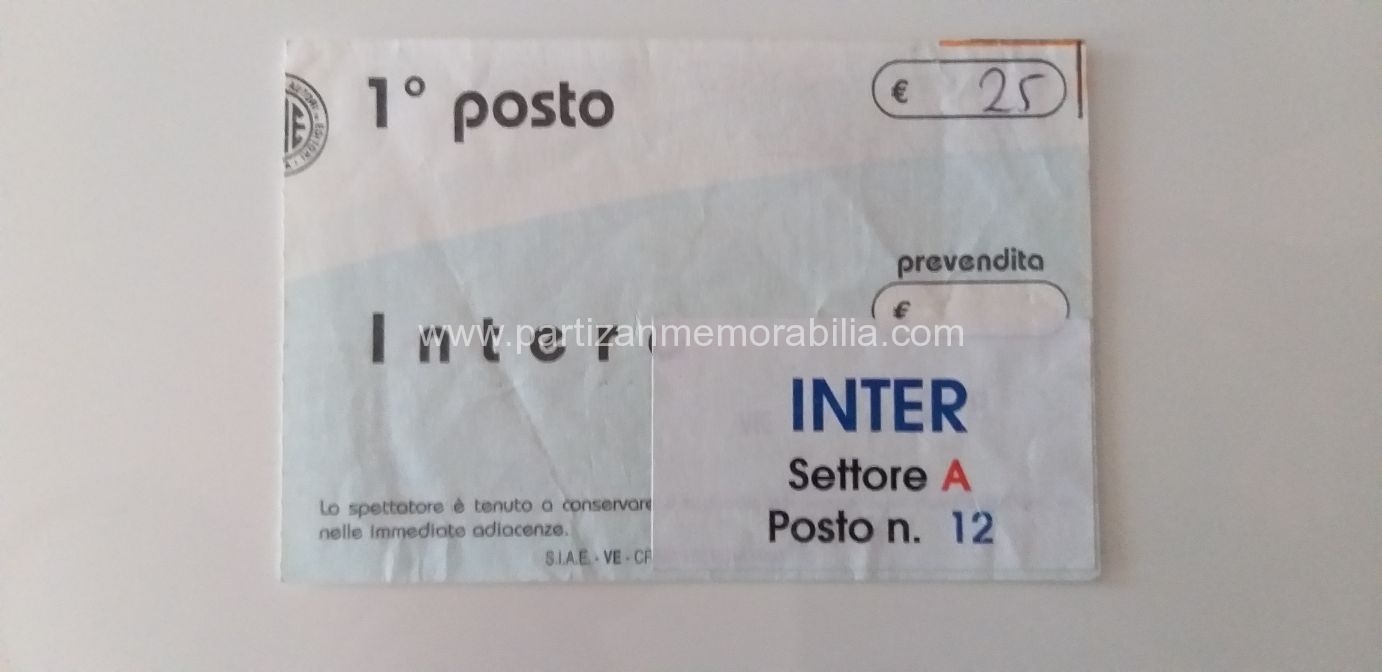 1° posto
€ 25
prevendita
€
Inter
www.partizanmemorabilia.com
INTER
Settore A
Posto n. 12
Lo spettatore è tenuto a conservare
nelle immediate adiacenze.
S.I.A.E. - VE - CF